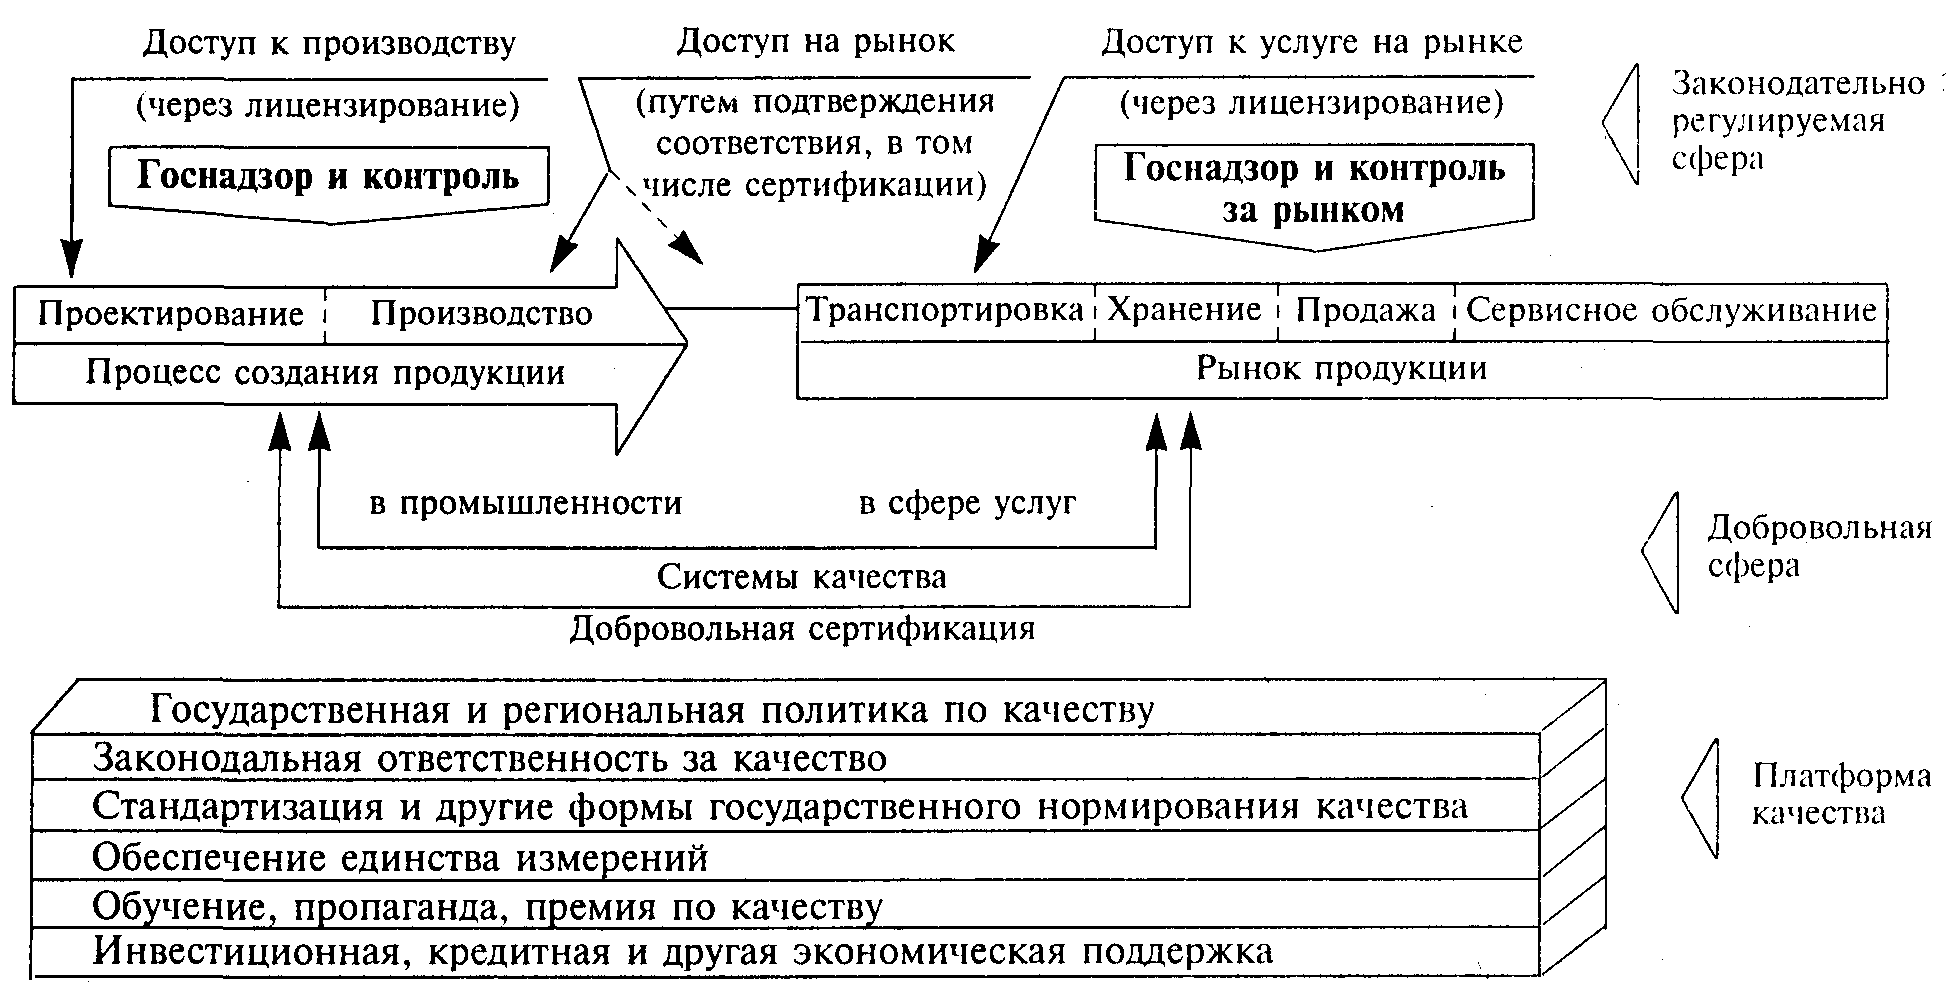 Доступ к производству
(через лицензирование)
Госнадзор и контроль
Доступ на рынок
(путем подтверждения
соответствия, в том
числе сертификации)
Доступ к услуге на рынке
(через лицензирование)
Госнадзор и контроль
за рынком
Законодательно
регулируемая
сфера
Проектирование
Производство
Процесс создания продукции
Транспортировка
Хранение
Продажа
Сервисное обслуживание
Рынок продукции
в промышленности
в сфере услуг
Системы качества
Добровольная сертификация
Добровольная
сфера
Государственная и региональная политика по качеству
Законодальная ответственность за качество
Стандартизация и другие формы государственного нормирования качества
Обеспечение единства измерений
Обучение, пропаганда, премия по качеству
Инвестиционная, кредитная и другая экономическая поддержка
Платформа
качества